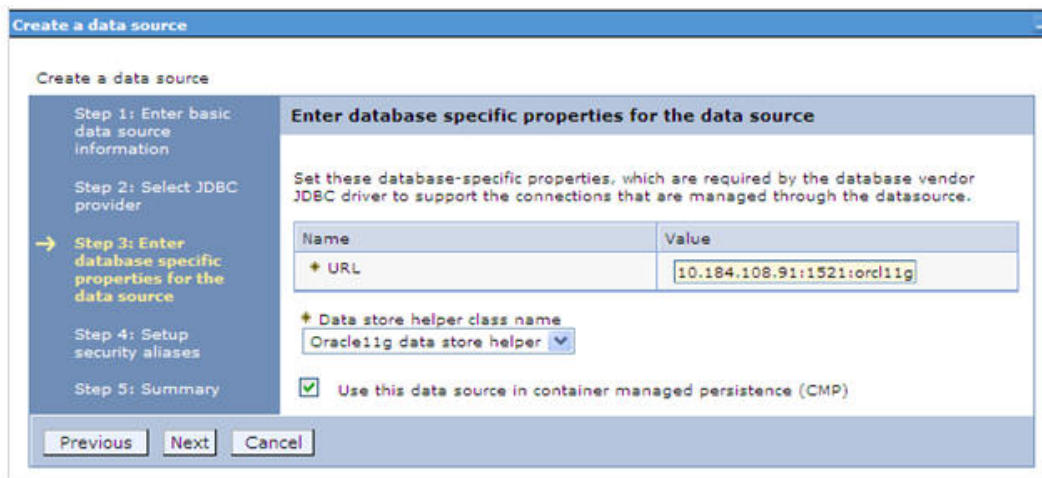 Create a data source
Create a data source
Step 1: Enter basic
data source
information
Step 2: Select JDBC
provider
Step 3: Enter
database specific
properties for the
data source
Step 4: Setup
security aliases
Step 5: Summary
Enter database specific properties for the data source
Set these database-specific properties, which are required by the database vendor
JDBC driver to support the connections that are managed through the datasource.
Name Value
URL 10.184.108.91:1521:orcl11g
Data store helper class name
Oracle11g data store helper
Use this data source in container managed persistence (CMP)
Previous Next Cancel